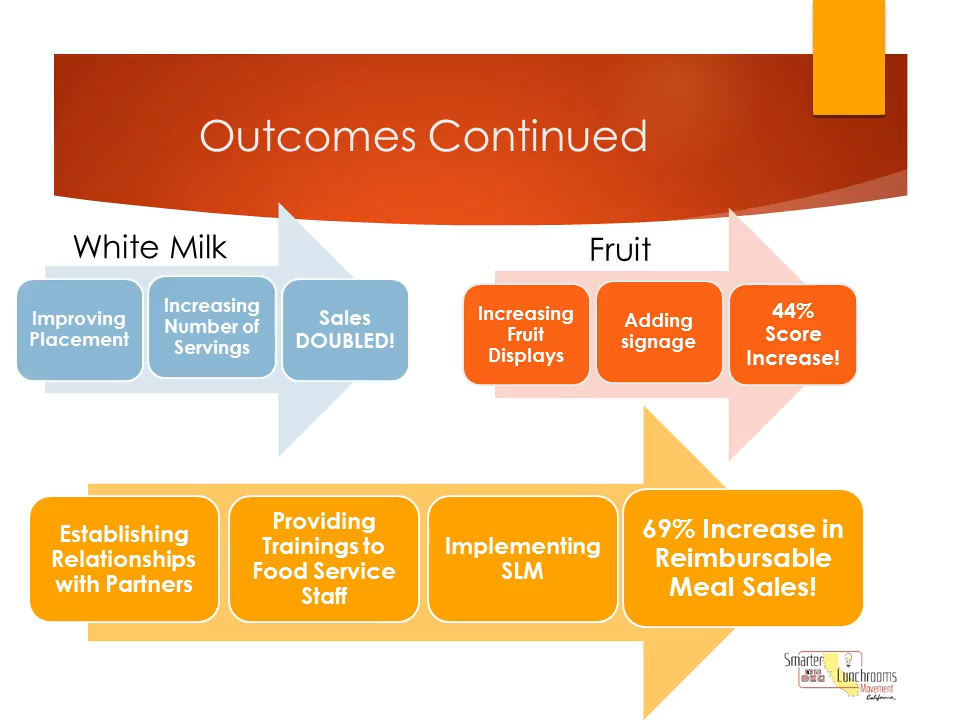 Outcomes Continued
White Milk
Improving
Placement
Increasing
Number of
Servings
Sales
DOUBLED!
Fruit
Increasing
Fruit
Displays
Adding
signage
44%
Score
Increase!
Establishing
Relationships
with Partners
Providing
Trainings to
Food Service
Staff
Implementing
SLM
69% Increase in
Reimbursable
Meal Sales!
Smarter
Lunchrooms
Movement
California